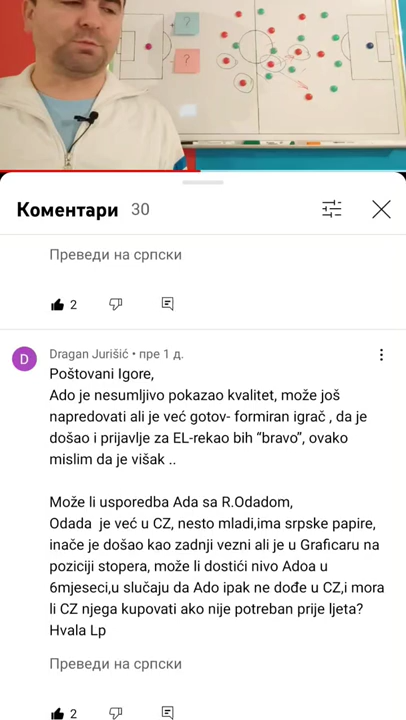 ?
?
Коментари 30
Преведи на српски
2
D
Dragan Jurišić • пре 1 д.
Poštovani Igore,
Ado je nesumljivo pokazao kvalitet, može još
napredovati ali je već gotov- formiran igrač , da je
došao i prijavlje za EL-rekao bih “bravo”, ovako
mislim da je višak ..
Može li usporedba Ada sa R.Odadom,
Odada  je već u CZ, nesto mladi,ima srpske papire,
inače je došao kao zadnji vezni ali je u Graficaru na
poziciji stopera, može li dostići nivo Adoa u
6mjeseci,u slučaju da Ado ipak ne dođe u CZ,i mora
li CZ njega kupovati ako nije potreban prije ljeta?
Hvala Lp
Преведи на српски
2